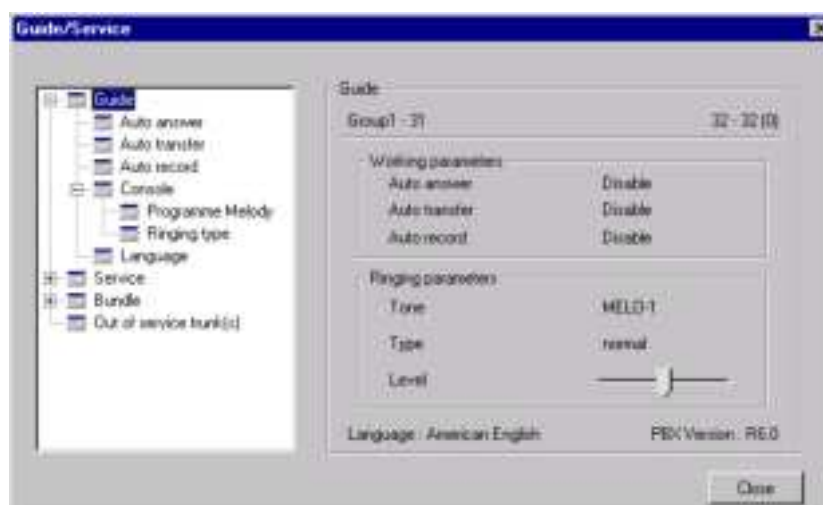 Guide/Service
Guide
Auto answer
Auto transfer
Auto record
Console
Programme Melody
Ringing type
Language
Service
Bundle
Out of service trunk(s)
Guide
Group1 - 31 32 - 32 (0)
Working parameters
Auto answer Disable
Auto transfer Disable
Auto record Disable
Ringing parameters
Tone MELO-1
Type normal
Level
Language : American English PBX Version : R6.0
Close